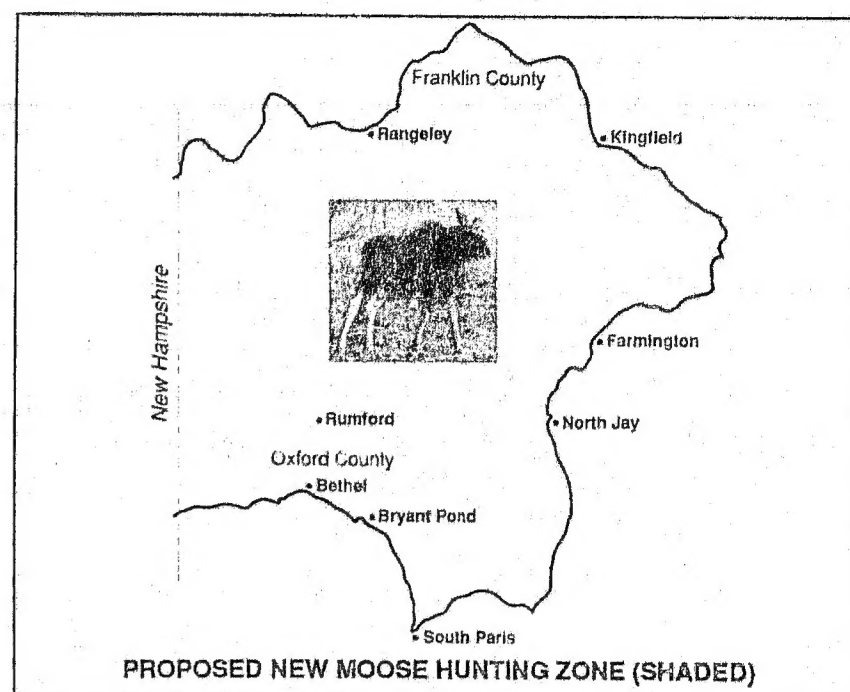 Franklin County
Rangeley
Kingfield
New Hampshire
Farmington
Rumford
North Jay
Oxford County
Bethel
Bryant Pond
South Paris
PROPOSED NEW MOOSE HUNTING ZONE (SHADED)